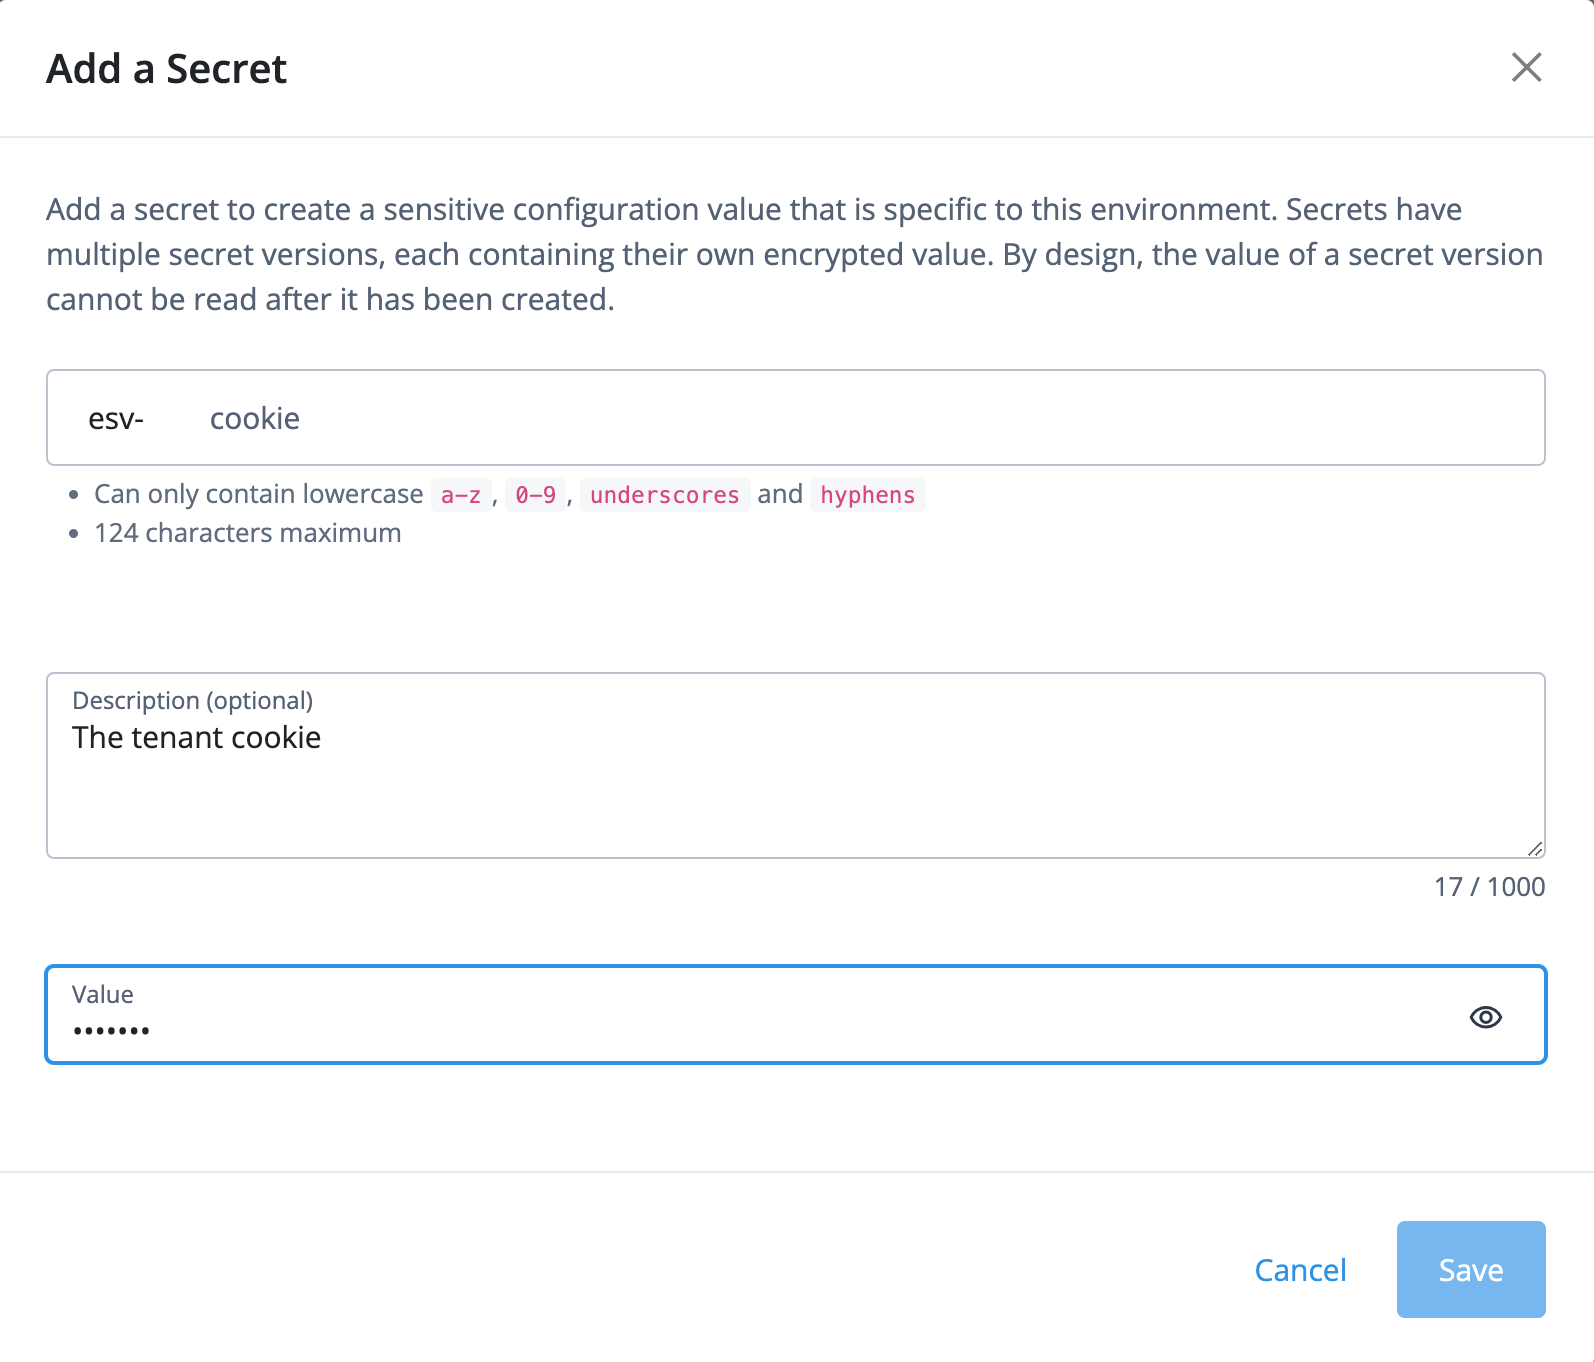 Add a Secret
Add a secret to create a sensitive configuration value that is specific to this environment. Secrets have
multiple secret versions, each containing their own encrypted value. By design, the value of a secret version
cannot be read after it has been created.
esv- cookie
• Can only contain lowercase a-z, 0-9, underscores and hyphens
• 124 characters maximum
Description (optional)
The tenant cookie
17 / 1000
Value
•••••••
Cancel Save